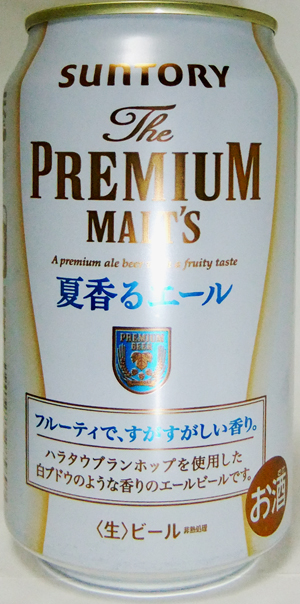 SUNTORY
The
PREMIUM
MALT'S
A premium ale beer a fruity taste
夏香るエール
PREMIUM
BEER
フルーティで、すがすがしい香り。
ハラタウブランホップを使用した
白ブドウのような香りのエールビールです。
お酒
〈生〉ビール 非熱処理